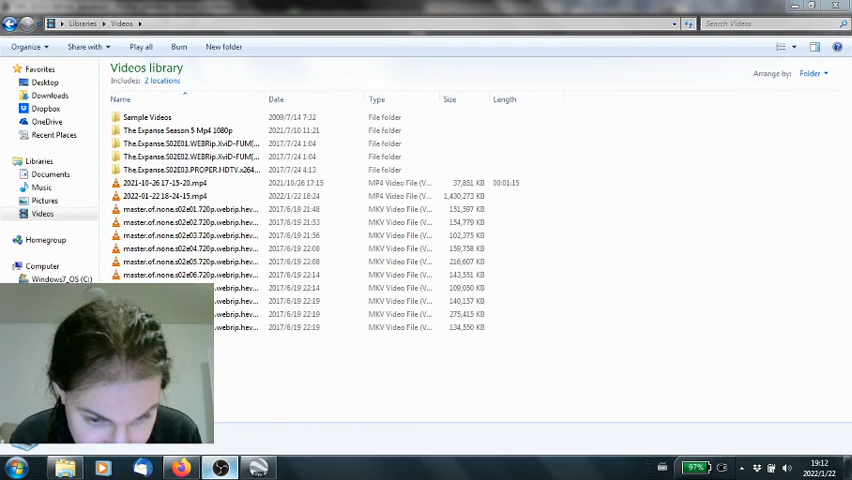 Libraries Videos Search Videos
Organize Share with Play all Burn New folder
Videos library
Includes: 2 locations
Arrange by: Folder
Name Date Type Size Length
Favorites
Desktop
Downloads
Dropbox
OneDrive
Recent Places
Libraries
Documents
Music
Pictures
Videos
Homegroup
Computer
Windows7_OS (C:)
Sample Videos 2009/7/14 7:32 File folder
The Expanse Season 5 Mp4 1080p 2021/7/10 11:21 File folder
The.Expanse.S02E01.WEBRip.XviD-FUM[... 2017/7/24 1:04 File folder
The.Expanse.S02E02.WEBRip.XviD-FUM[... 2017/7/24 1:04 File folder
The.Expanse.S02E03.PROPER.HDTV.x264... 2017/7/24 4:13 File folder
2021-10-26 17-15-20.mp4 2021/10/26 17:15 MP4 Video File (V... 37,851 KB 00:01:15
2022-01-22 18-24-15.mp4 2022/1/22 18:24 MP4 Video File (V... 1,430,273 KB
master.of.none.s02e01.720p.webrip.hev... 2017/6/19 21:48 MKV Video File (V... 151,597 KB
master.of.none.s02e02.720p.webrip.hev... 2017/6/19 21:53 MKV Video File (V... 154,779 KB
master.of.none.s02e03.720p.webrip.hev... 2017/6/19 21:56 MKV Video File (V... 102,375 KB
master.of.none.s02e04.720p.webrip.hev... 2017/6/19 22:08 MKV Video File (V... 159,758 KB
master.of.none.s02e05.720p.webrip.hev... 2017/6/19 22:08 MKV Video File (V... 216,607 KB
master.of.none.s02e06.720p.webrip.hev... 2017/6/19 22:14 MKV Video File (V... 143,551 KB
p.webrip.hev... 2017/6/19 22:14 MKV Video File (V... 109,050 KB
p.webrip.hev... 2017/6/19 22:19 MKV Video File (V... 140,157 KB
p.webrip.hev... 2017/6/19 22:19 MKV Video File (V... 275,415 KB
p.webrip.hev... 2017/6/19 22:19 MKV Video File (V... 134,550 KB
97% 19:12
2022/1/22